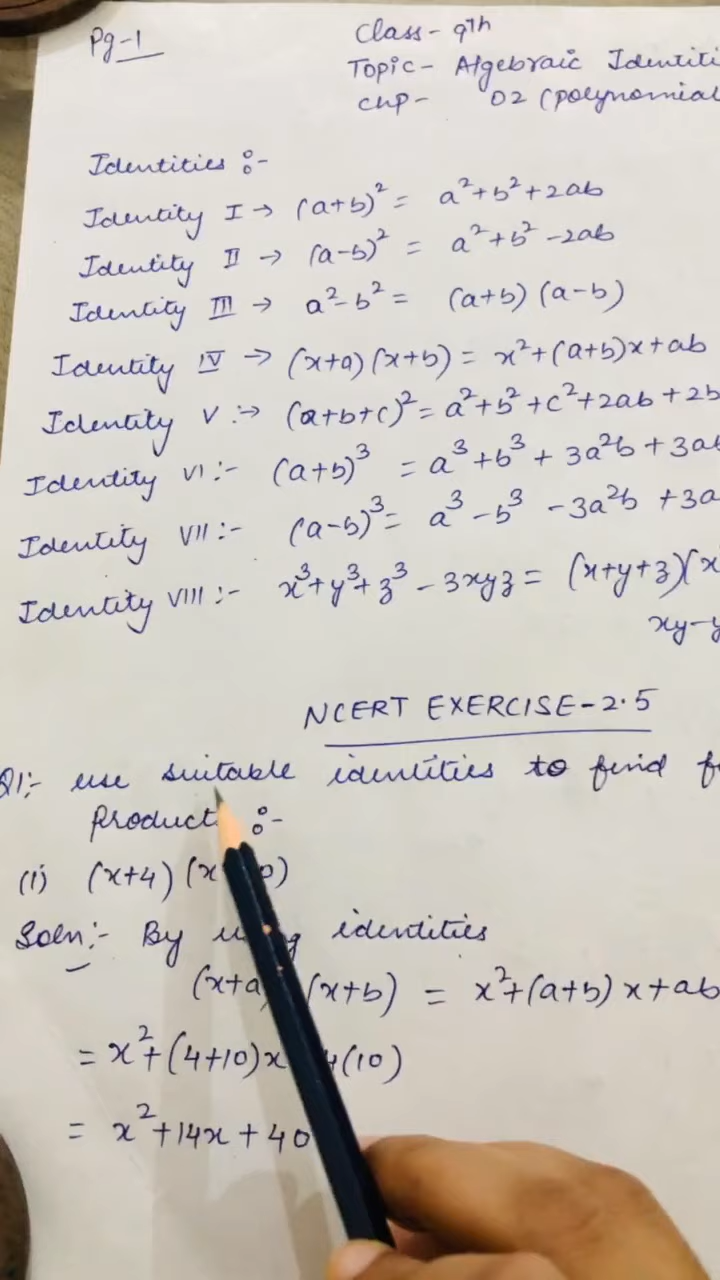 Pg-1
Class- 9th
Topic- Algebraic Identiti
Chp- 02 (polynomial
Identities :-
Identity I → (a+b)² = a²+b²+2ab
Identity II → (a-b)² = a²+b²-2ab
Identity III → a²-b² = (a+b) (a-b)
Identity IV → (x+a) (x+b) = x²+(a+b)x+ab
Identity V :→ (a+b+c)² = a²+b²+c²+2ab+2b
Identity VI :- (a+b)³ = a³+b³+3a²b+3a
Identity VII :- (a-b)³ = a³-b³-3a²b+3a
Identity VIII :- x³+y³+z³-3xyz = (x+y+z)(x
xy-y
NCERT EXERCISE-2.5
Q1:- use suitable identities to find f
Product :-
(i) (x+4) (x
Soln:- By identities
(x+a) (x+b) = x²+(a+b)x+ab
= x²+(4+10)x 4(10)
= x²+14x+40